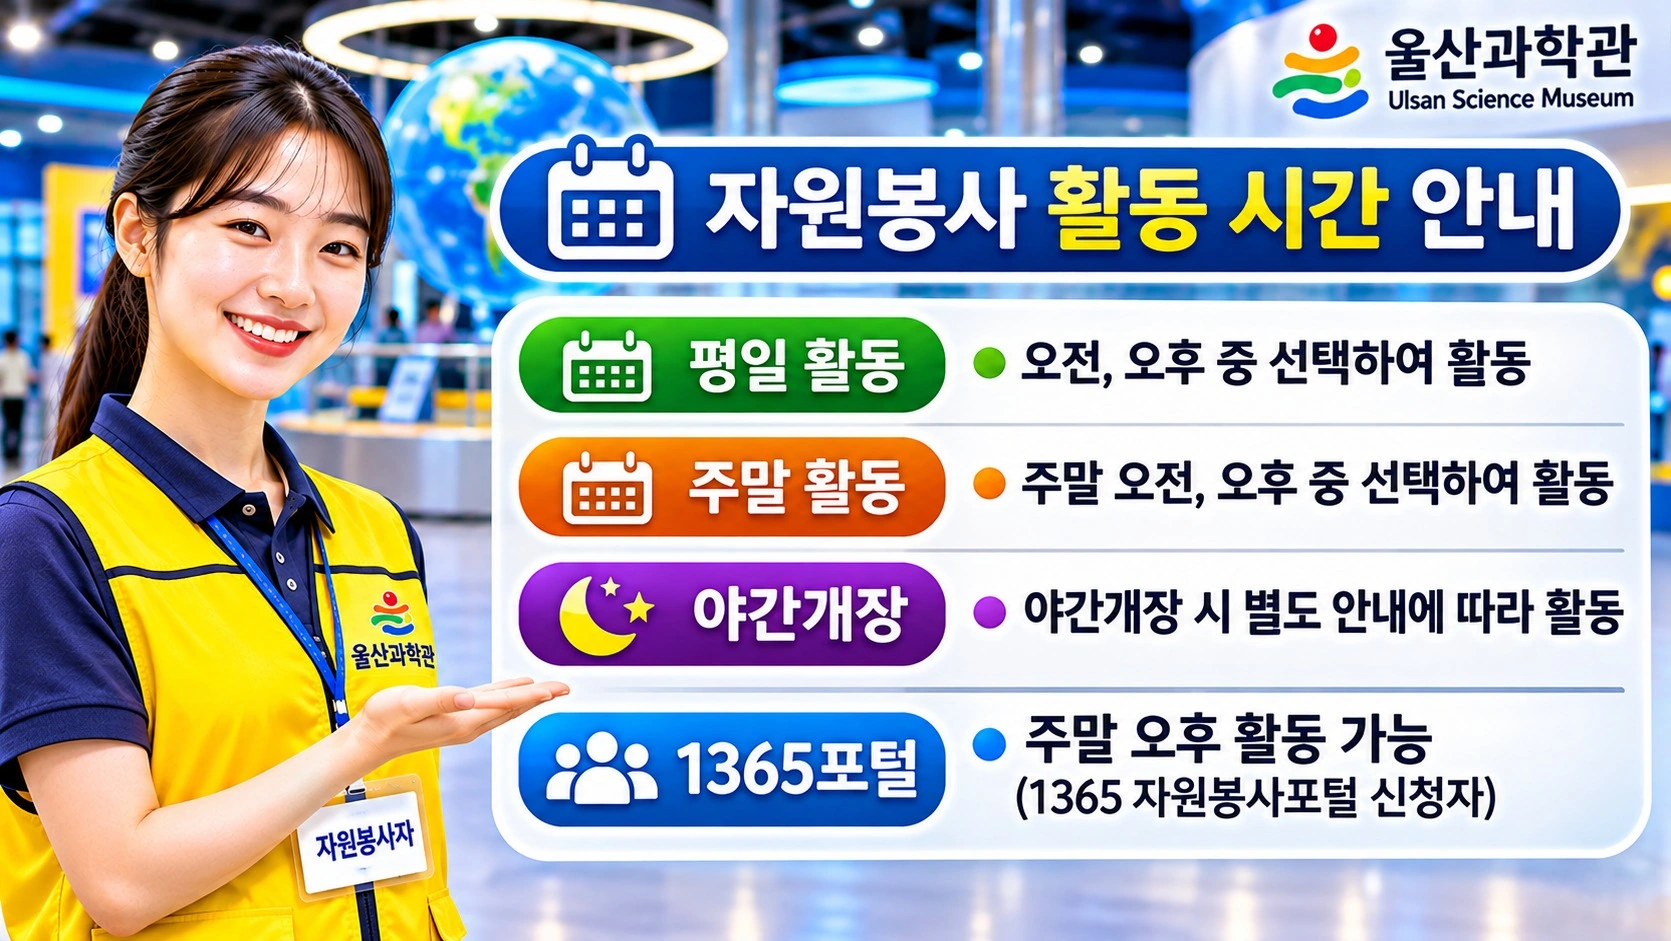 울산과학관
Ulsan Science Museum
자원봉사 활동 시간 안내
평일 활동
오전, 오후 중 선택하여 활동
주말 활동
주말 오전, 오후 중 선택하여 활동
야간개장
야간개장 시 별도 안내에 따라 활동
1365포털
주말 오후 활동 가능
(1365 자원봉사포털 신청자)
울산과학관
자원봉사자